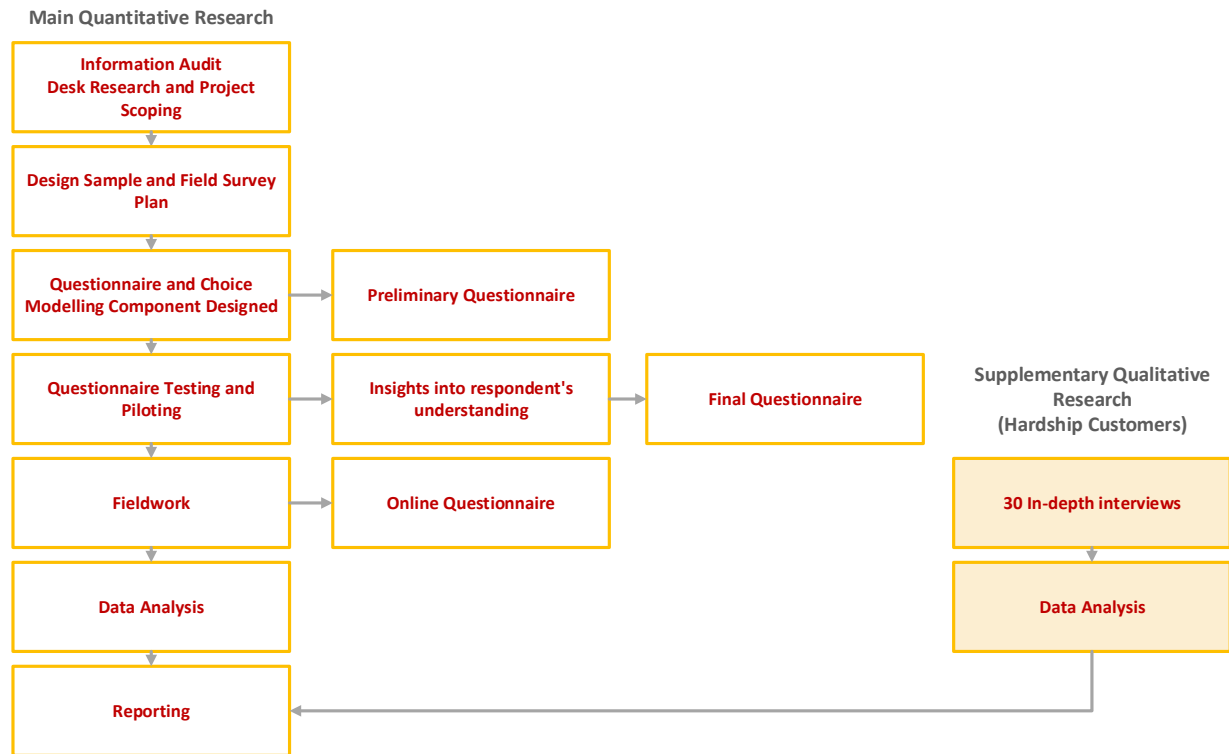 Main Quantitative Research
Information Audit
Desk Research and Project
Scoping
Design Sample and Field Survey
Plan
Questionnaire and Choice
Modelling Component Designed
Preliminary Questionnaire
Questionnaire Testing and
Piloting
Insights into respondent's
understanding
Final Questionnaire
Supplementary Qualitative
Research
(Hardship Customers)
Fieldwork
Online Questionnaire
30 In-depth interviews
Data Analysis
Data Analysis
Reporting